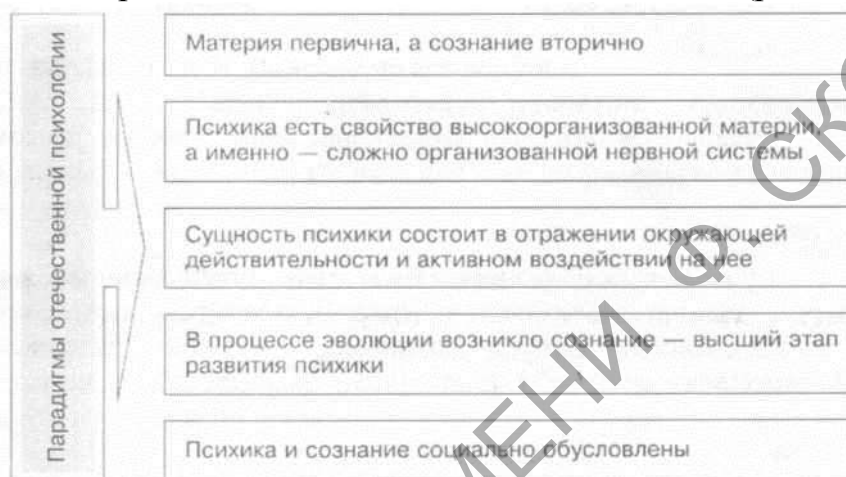 Парадигмы отечественной психологии
Материя первична, а сознание вторично
Психика есть свойство высокоорганизованной материи,
а именно — сложно организованной нервной системы
Сущность психики состоит в отражении окружающей
действительности и активном воздействии на нее
В процессе эволюции возникло сознание — высший этап
развития психики
Психика и сознание социально обусловлены
МЕНИ Ф. СКО